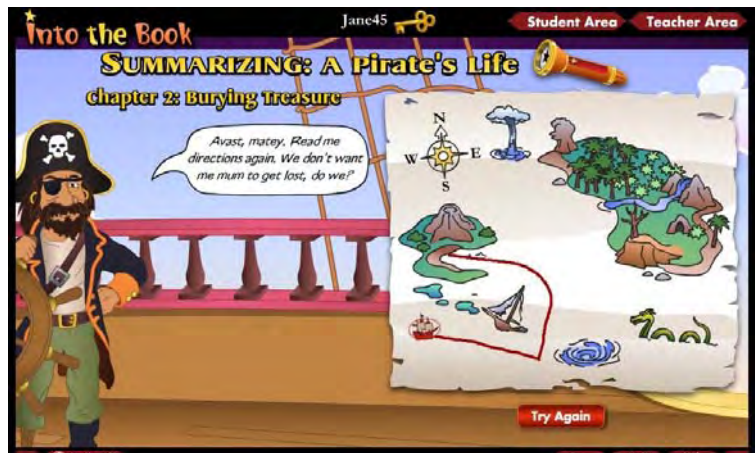 Jane45
Student Area
Teacher Area
into the Book
SUMMARIZING: A Pirate's Life
chapter 2: Burying Treasure
Avast, matey. Read me
directions again. We don't want
me mum to get lost, do we?
N
W
E
S
Try Again